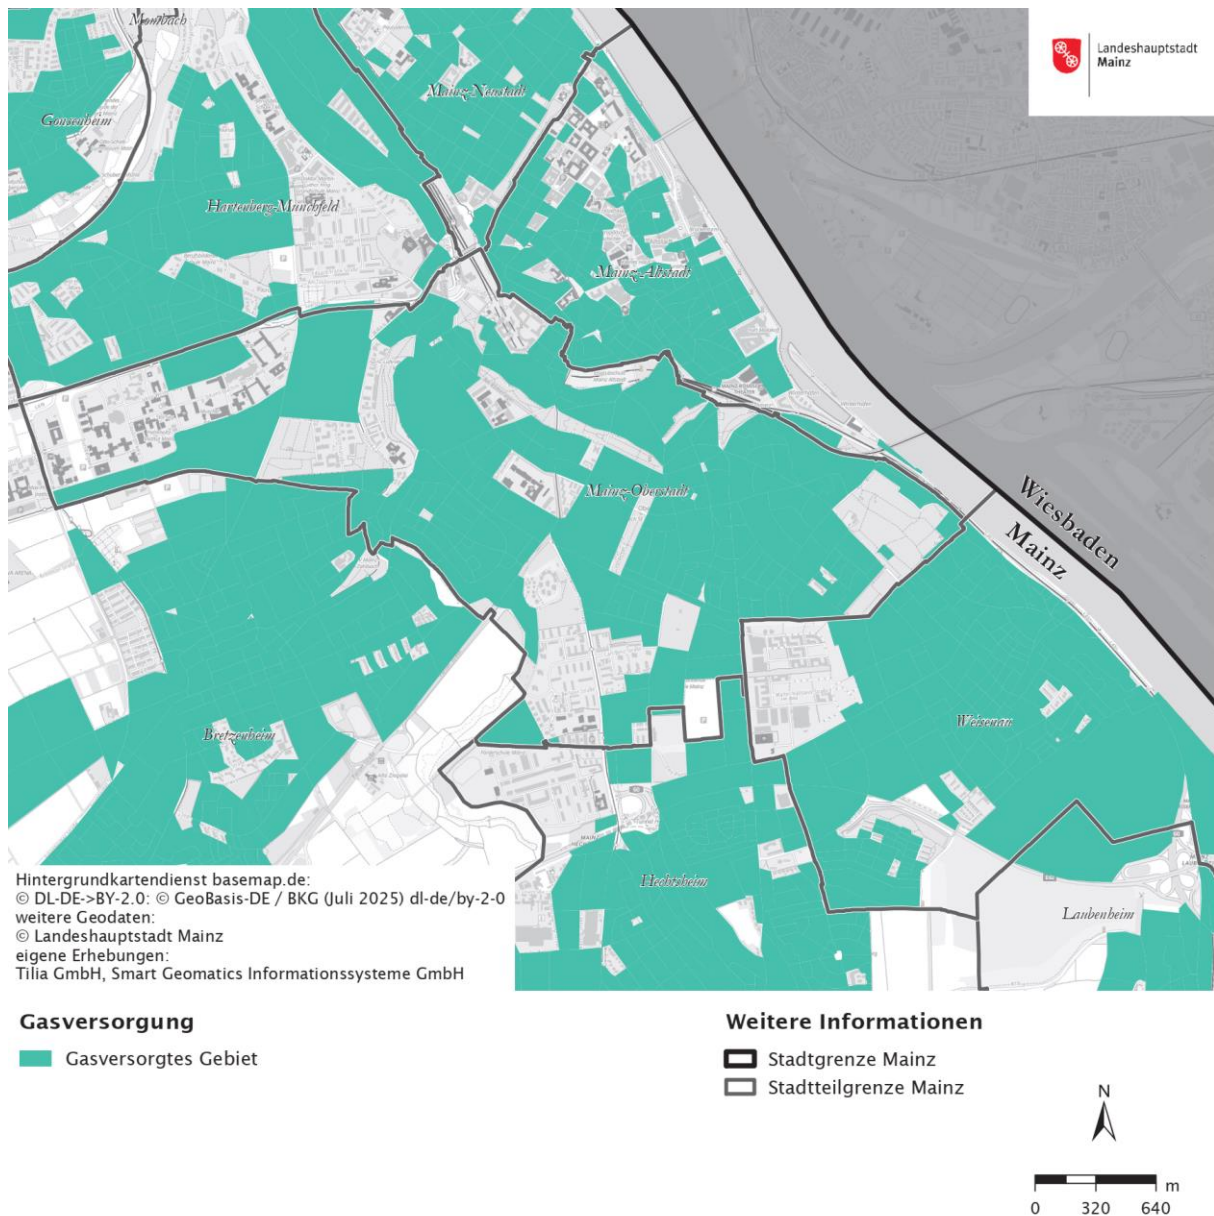 Mombach
Landeshauptstadt
Mainz
Mainz-Neustadt
Gonsenheim
Hartenberg-Münchfeld
Mainz-Altstadt
Mainz-Oberstadt
Wiesbaden
Mainz
Weisenau
Bretzenheim
Hechtsheim
Laubenheim
Hintergrundkartendienst basemap.de:
© DL-DE->BY-2.0: © GeoBasis-DE / BKG (Juli 2025) dl-de/by-2-0
weitere Geodaten:
© Landeshauptstadt Mainz
eigene Erhebungen:
Tilia GmbH, Smart Geomatics Informationssysteme GmbH
Gasversorgung
Gasversorgtes Gebiet
Weitere Informationen
Stadtgrenze Mainz
Stadtteilgrenze Mainz
N
m
0 320 640